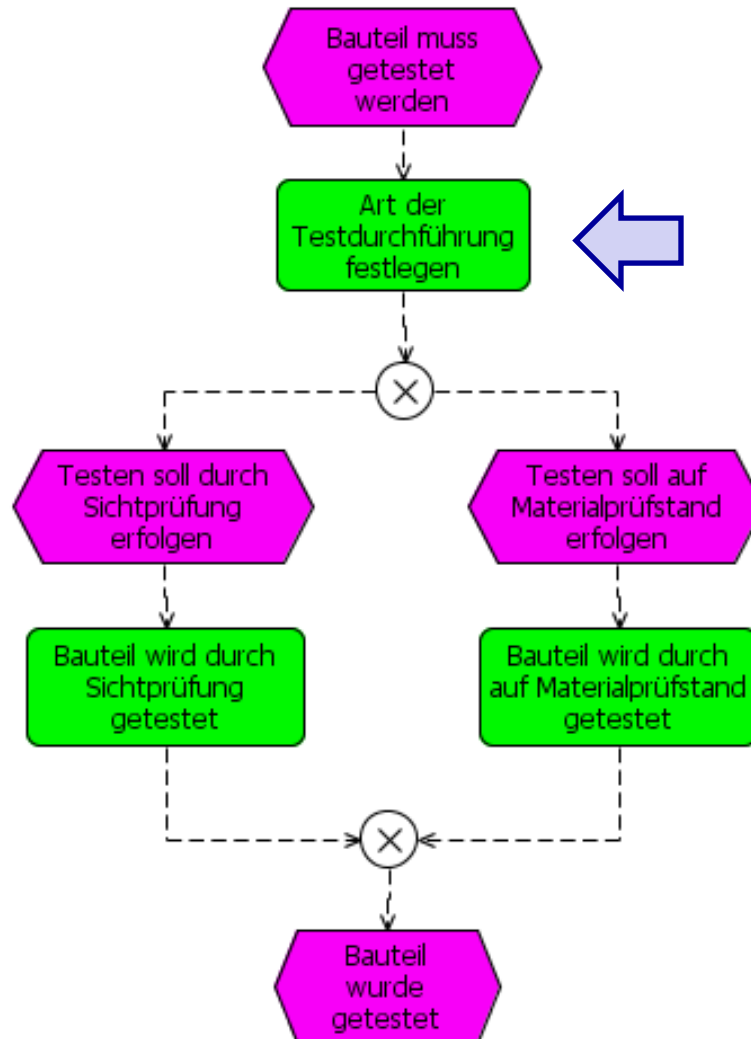 Bauteil muss
getestet
werden
Art der
Testdurchführung
festlegen
Testen soll durch
Sichtprüfung
erfolgen
Testen soll auf
Materialprüfstand
erfolgen
Bauteil wird durch
Sichtprüfung
getestet
Bauteil wird durch
auf Materialprüfstand
getestet
Bauteil
wurde
getestet